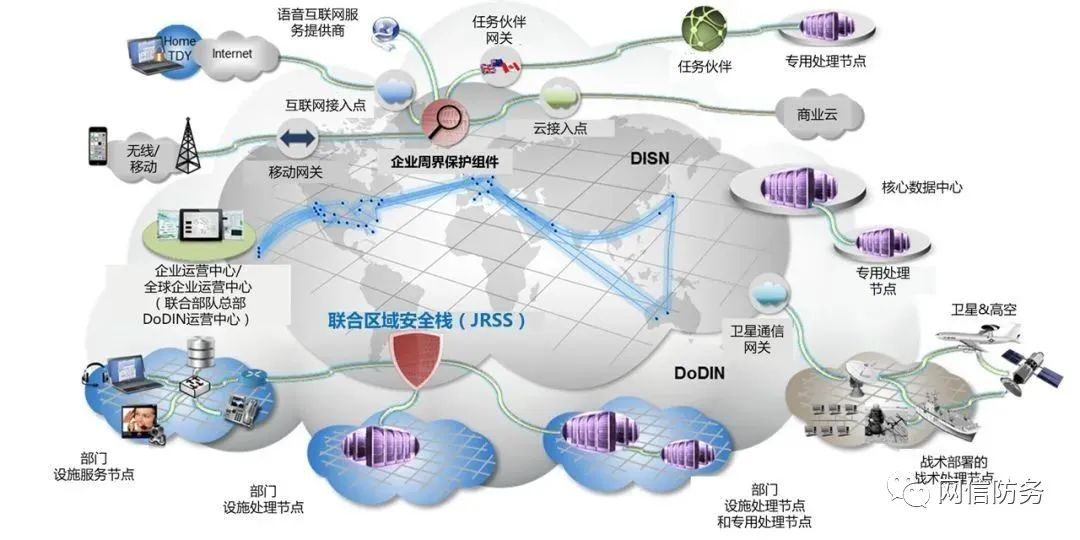 语音互联网服
务提供商
任务伙伴
网关
任务伙伴
专用处理节点
Home
TDY
Internet
互联网接入点
云接入点
商业云
无线/
移动
移动网关
企业周界保护组件
DISN
核心数据中心
专用处理
节点
企业运营中心/
全球企业运营中心
(联合部队总部
DoDIN运营中心)
联合区域安全栈(JRSS)
卫星通信
网关
卫星&高空
DoDIN
部门
设施服务节点
部门
设施处理节点
部门
设施处理节点
和专用处理节点
战术部署的
战术处理节点
网信防务